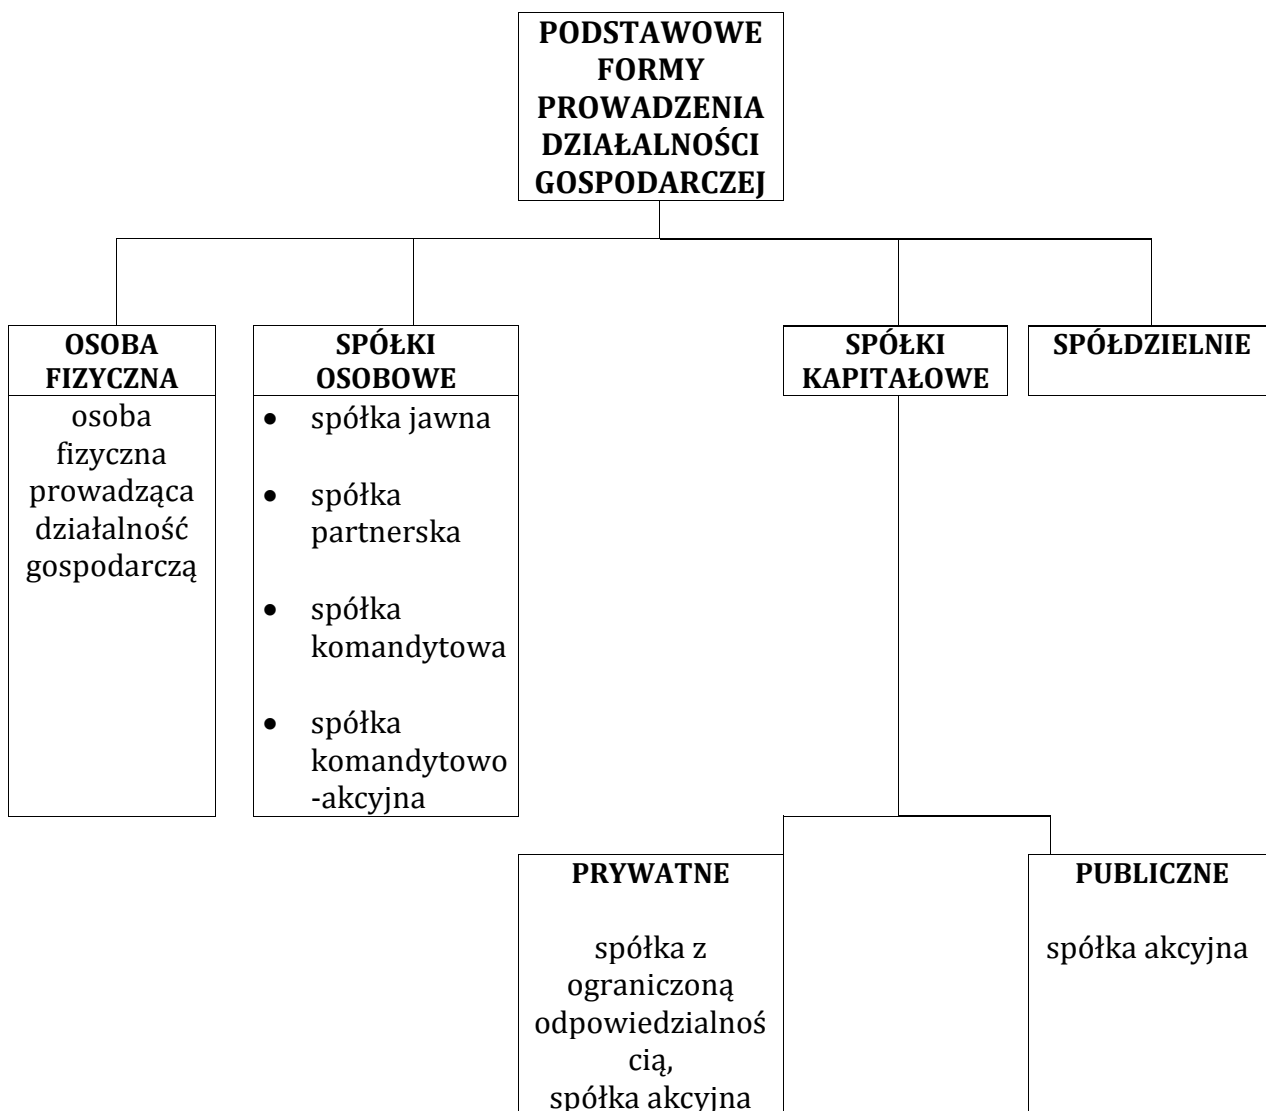 PODSTAWOWE
FORMY
PROWADZENIA
DZIAŁALNOŚCI
GOSPODARCZEJ
OSOBA
FIZYCZNA
osoba
fizyczna
prowadząca
działalność
gospodarczą
SPÓŁKI
OSOBOWE
• spółka jawna
• spółka
partnerska
• spółka
komandytowa
• spółka
komandytowo
-akcyjna
SPÓŁKI
KAPITAŁOWE
SPÓŁDZIELNIE
PRYWATNE
spółka z
ograniczoną
odpowiedzialnoś
cią,
spółka akcyjna
PUBLICZNE
spółka akcyjna